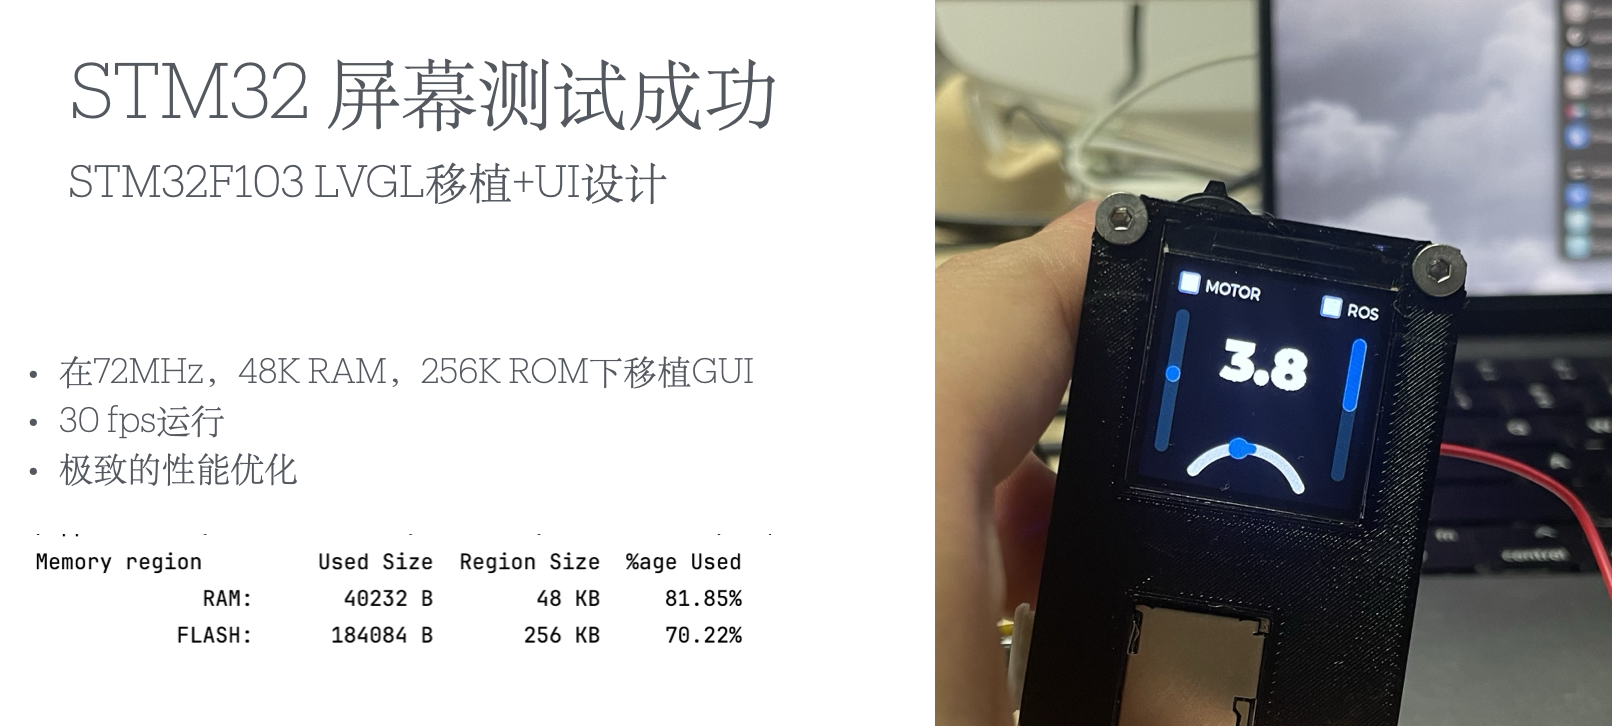 STM32 屏幕测试成功
STM32F103 LVGL移植+UI设计
• 在72MHz，48K RAM，256K ROM下移植GUI
• 30 fps运行
• 极致的性能优化
Memory region Used Size Region Size %age Used
RAM: 40232 B 48 KB 81.85%
FLASH: 184084 B 256 KB 70.22%
MOTOR
ROS
3.8
fn
control